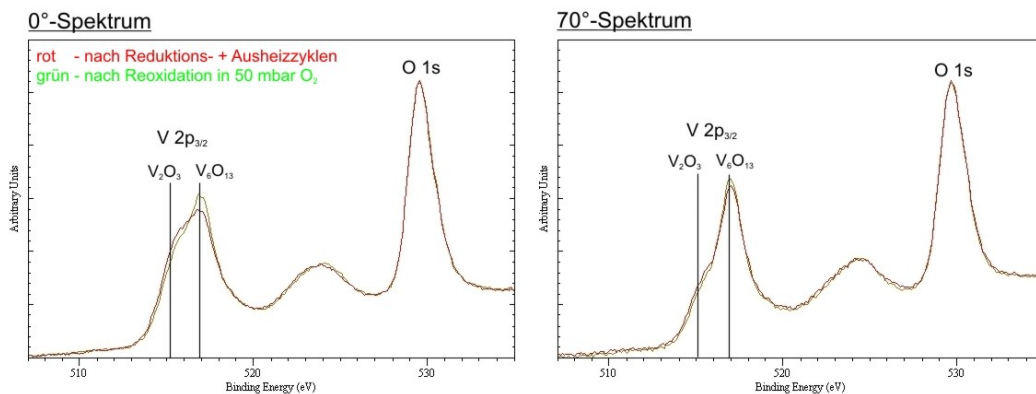 0°-Spektrum
rot - nach Reduktions- + Ausheizzyklen
grün - nach Reoxidation in 50 mbar O₂
O 1s
V 2p₃/₂
V₂O₃ V₆O₁₃
Arbitrary Units
510 520 530
Binding Energy (eV)
70°-Spektrum
O 1s
V 2p₃/₂
V₂O₃ V₆O₁₃
Arbitrary Units
510 520 530
Binding Energy (eV)